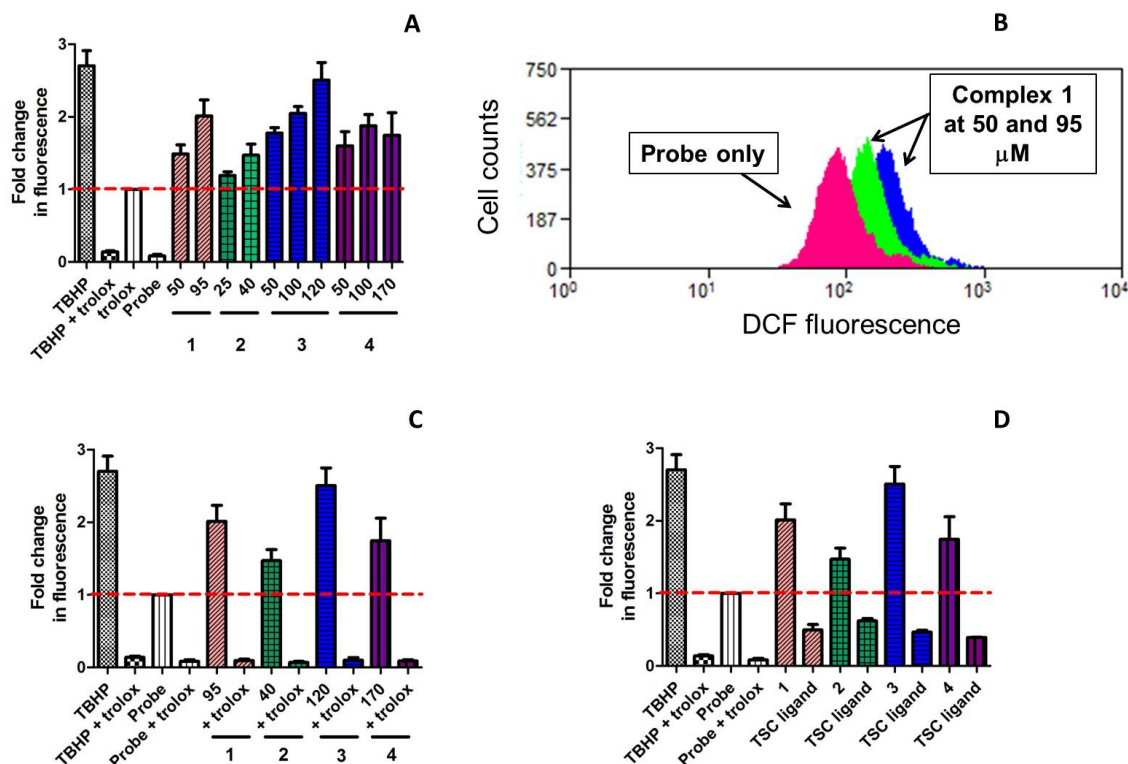 A
Fold change
in fluorescence
3
2
1
0
TBHP
TBHP + trolox
trolox
Probe
50
95
25
40
50
100
120
50
100
170
1
2
3
4
B
Cell counts
750
562
375
187
0
Probe only
Complex 1
at 50 and 95
μM
10⁰
10¹
10²
10³
10⁴
DCF fluorescence
C
Fold change
in fluorescence
3
2
1
0
TBHP
TBHP + trolox
Probe
Probe + trolox
95
+ trolox
40
+ trolox
120
+ trolox
170
+ trolox
1
2
3
4
D
Fold change
in fluorescence
3
2
1
0
TBHP
TBHP + trolox
Probe
Probe + trolox
1
TSC ligand
2
TSC ligand
3
TSC ligand
4
TSC ligand